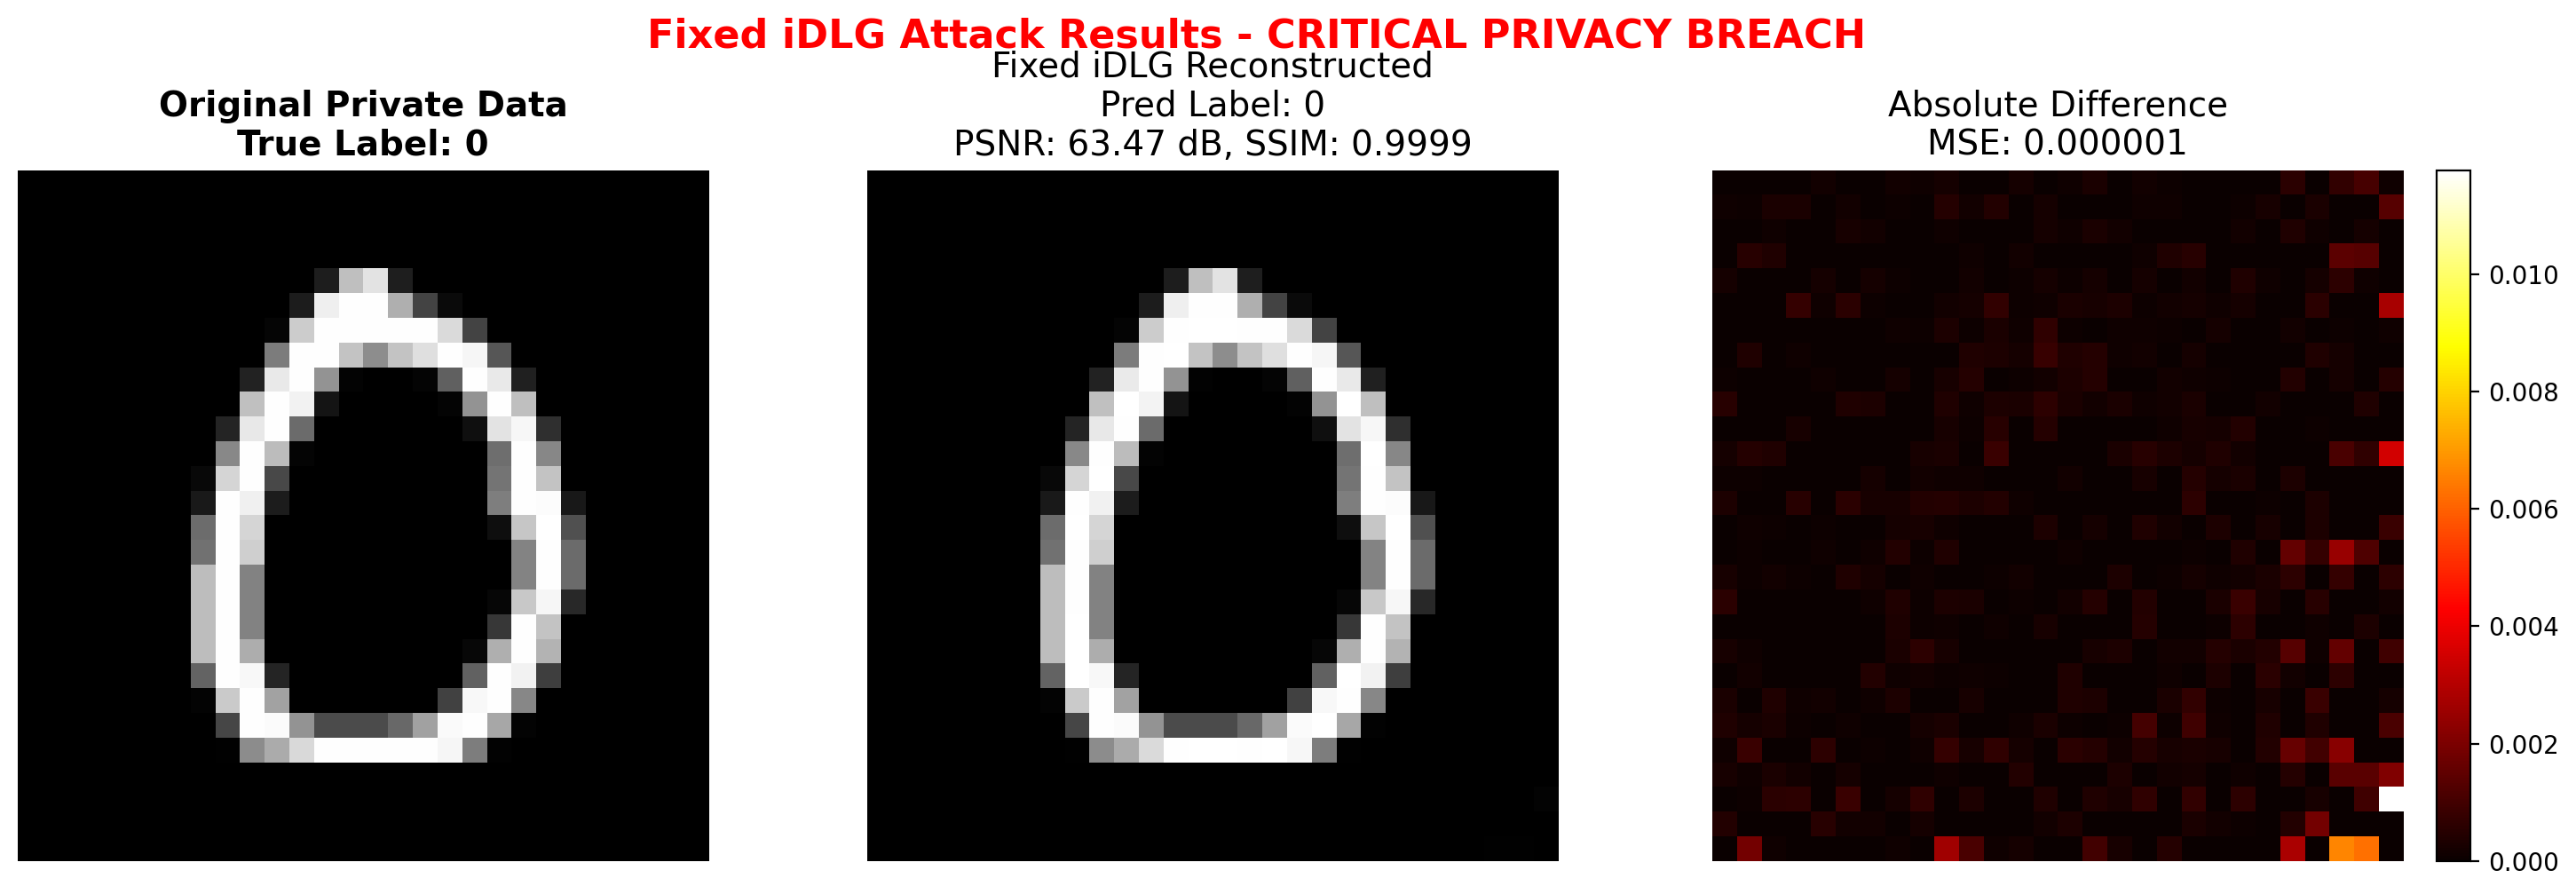 Fixed iDLG Attack Results - CRITICAL PRIVACY BREACH
Original Private Data
True Label: 0
Fixed iDLG Reconstructed
Pred Label: 0
PSNR: 63.47 dB, SSIM: 0.9999
Absolute Difference
MSE: 0.000001
0.010
0.008
0.006
0.004
0.002
0.000